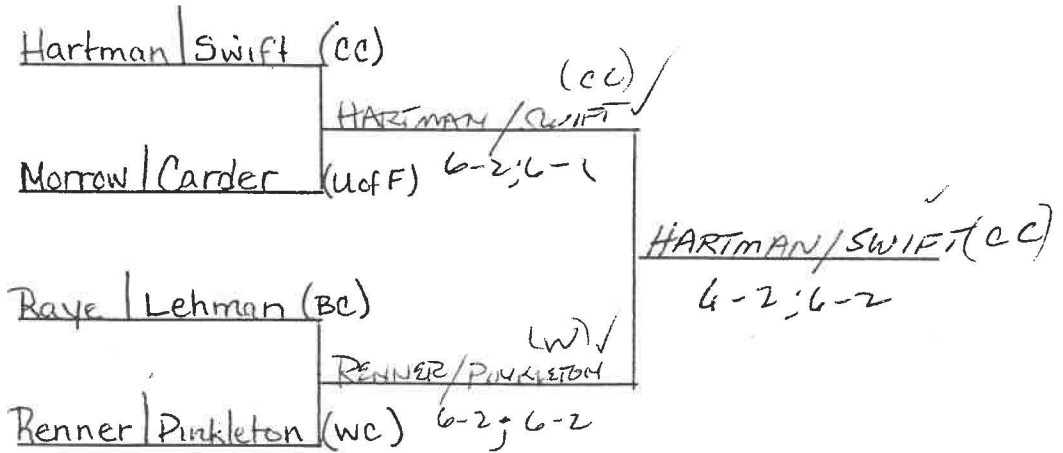 Hartman / Swift (CC)
(CC) ✓
HARTMAN / SWIFT
Morrow / Carder (UofF)
6-2; 6-1
✓
HARTMAN / SWIFT (CC)
6-2; 6-2
Raye / Lehman (BC)
(W) ✓
RENNER / PINKLETON
Renner / Pinkleton (WC)
6-2; 6-2